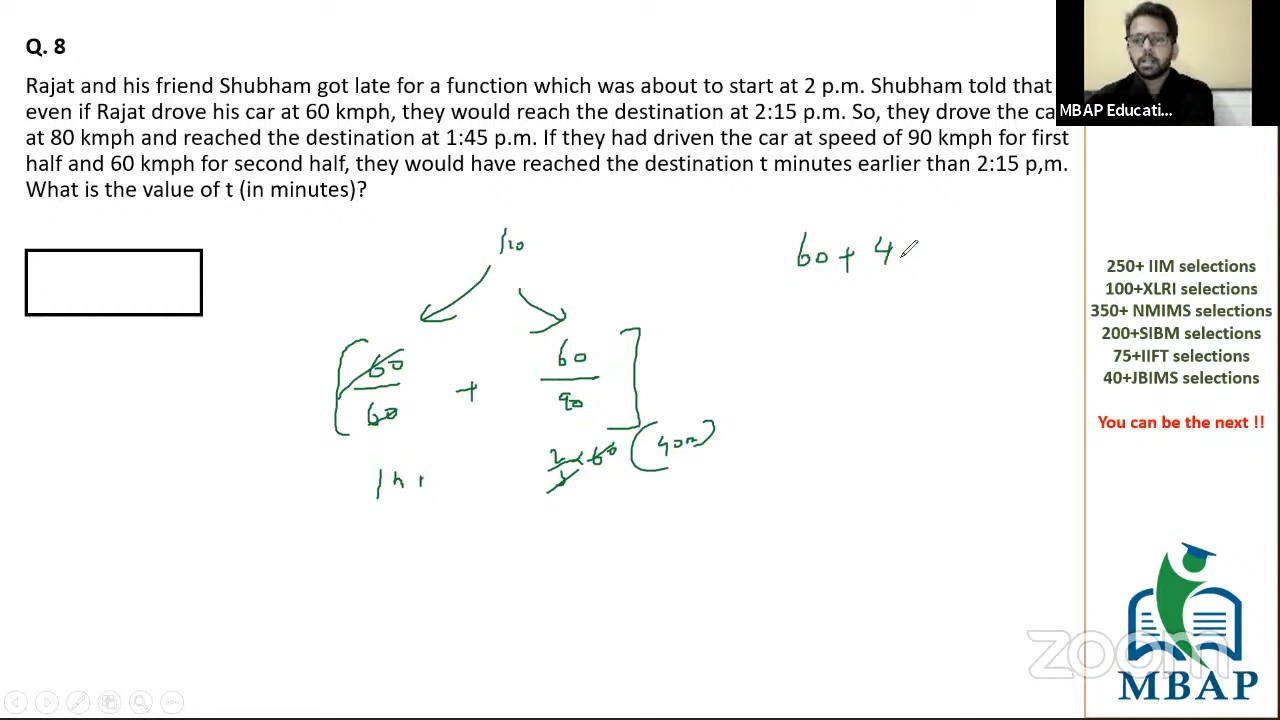 Q. 8
MBAP Educati...
Rajat and his friend Shubham got late for a function which was about to start at 2 p.m. Shubham told that
even if Rajat drove his car at 60 kmph, they would reach the destination at 2:15 p.m. So, they drove the ca
at 80 kmph and reached the destination at 1:45 p.m. If they had driven the car at speed of 90 kmph for first
half and 60 kmph for second half, they would have reached the destination t minutes earlier than 2:15 p,m.
What is the value of t (in minutes)?
120
60 + 4
60 60
+
60 90
2 × 60
3
1 hr
250+ IIM selections
100+XLRI selections
350+ NMIMS selections
200+SIBM selections
75+IIFT selections
40+JBIMS selections
You can be the next !!
zoom
MBAP